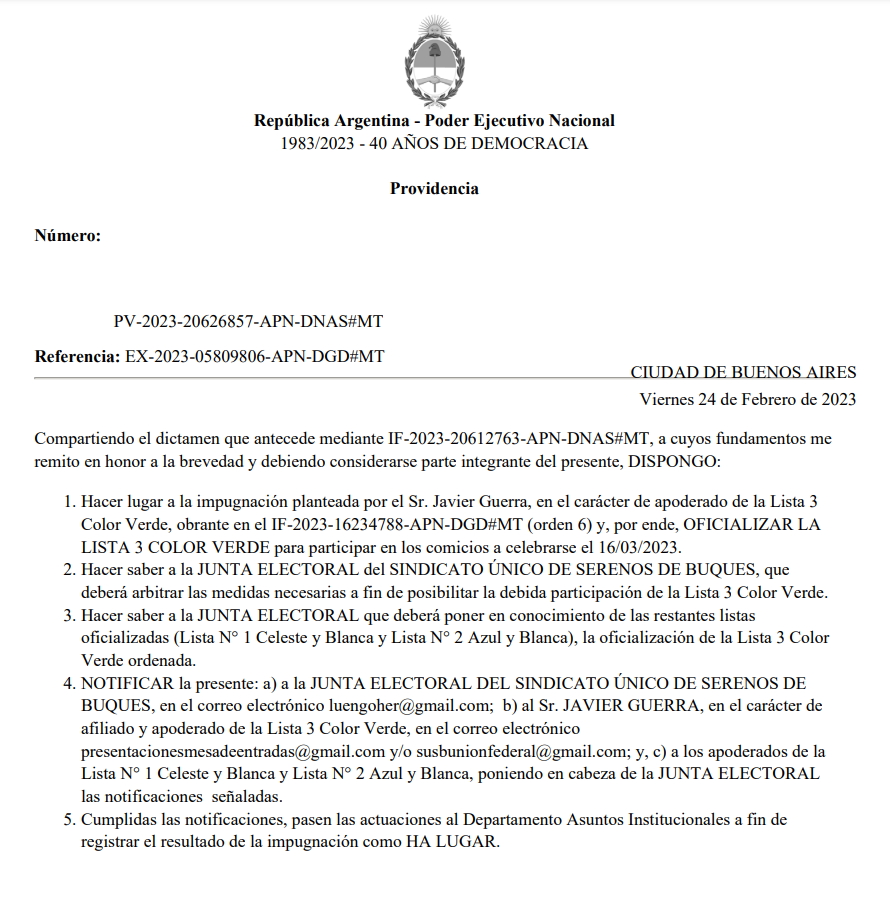 República Argentina - Poder Ejecutivo Nacional
1983/2023 - 40 AÑOS DE DEMOCRACIA
Providencia
Número:
PV-2023-20626857-APN-DNAS#MT
Referencia: EX-2023-05809806-APN-DGD#MT
CIUDAD DE BUENOS AIRES
Viernes 24 de Febrero de 2023
Compartiendo el dictamen que antecede mediante IF-2023-20612763-APN-DNAS#MT, a cuyos fundamentos me
remito en honor a la brevedad y debiendo considerarse parte integrante del presente, DISPONGO:
1. Hacer lugar a la impugnación planteada por el Sr. Javier Guerra, en el carácter de apoderado de la Lista 3
Color Verde, obrante en el IF-2023-16234788-APN-DGD#MT (orden 6) y, por ende, OFICIALIZAR LA
LISTA 3 COLOR VERDE para participar en los comicios a celebrarse el 16/03/2023.
2. Hacer saber a la JUNTA ELECTORAL del SINDICATO ÚNICO DE SERENOS DE BUQUES, que
deberá arbitrar las medidas necesarias a fin de posibilitar la debida participación de la Lista 3 Color Verde.
3. Hacer saber a la JUNTA ELECTORAL que deberá poner en conocimiento de las restantes listas
oficializadas (Lista N° 1 Celeste y Blanca y Lista N° 2 Azul y Blanca), la oficialización de la Lista 3 Color
Verde ordenada.
4. NOTIFICAR la presente: a) a la JUNTA ELECTORAL DEL SINDICATO ÚNICO DE SERENOS DE
BUQUES, en el correo electrónico luengoher@gmail.com;  b) al Sr. JAVIER GUERRA, en el carácter de
afiliado y apoderado de la Lista 3 Color Verde, en el correo electrónico
presentacionesmesadeentradas@gmail.com y/o susbunionfederal@gmail.com; y, c) a los apoderados de la
Lista N° 1 Celeste y Blanca y Lista N° 2 Azul y Blanca, poniendo en cabeza de la JUNTA ELECTORAL
las notificaciones  señaladas.
5. Cumplidas las notificaciones, pasen las actuaciones al Departamento Asuntos Institucionales a fin de
registrar el resultado de la impugnación como HA LUGAR.